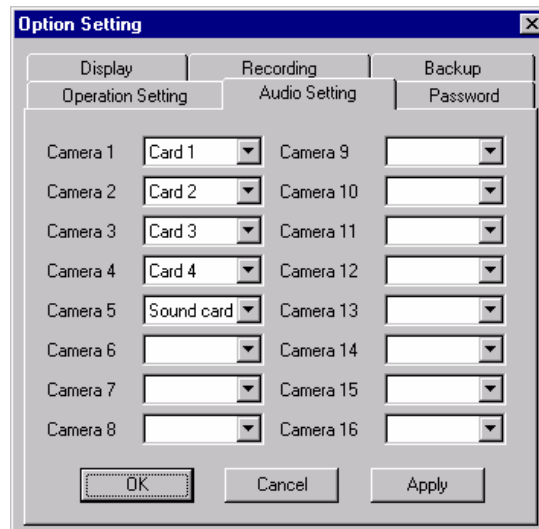 Option Setting
Display Recording Backup
Operation Setting Audio Setting Password
Camera 1 Card 1 Camera 9
Camera 2 Card 2 Camera 10
Camera 3 Card 3 Camera 11
Camera 4 Card 4 Camera 12
Camera 5 Sound card Camera 13
Camera 6 Camera 14
Camera 7 Camera 15
Camera 8 Camera 16
OK Cancel Apply